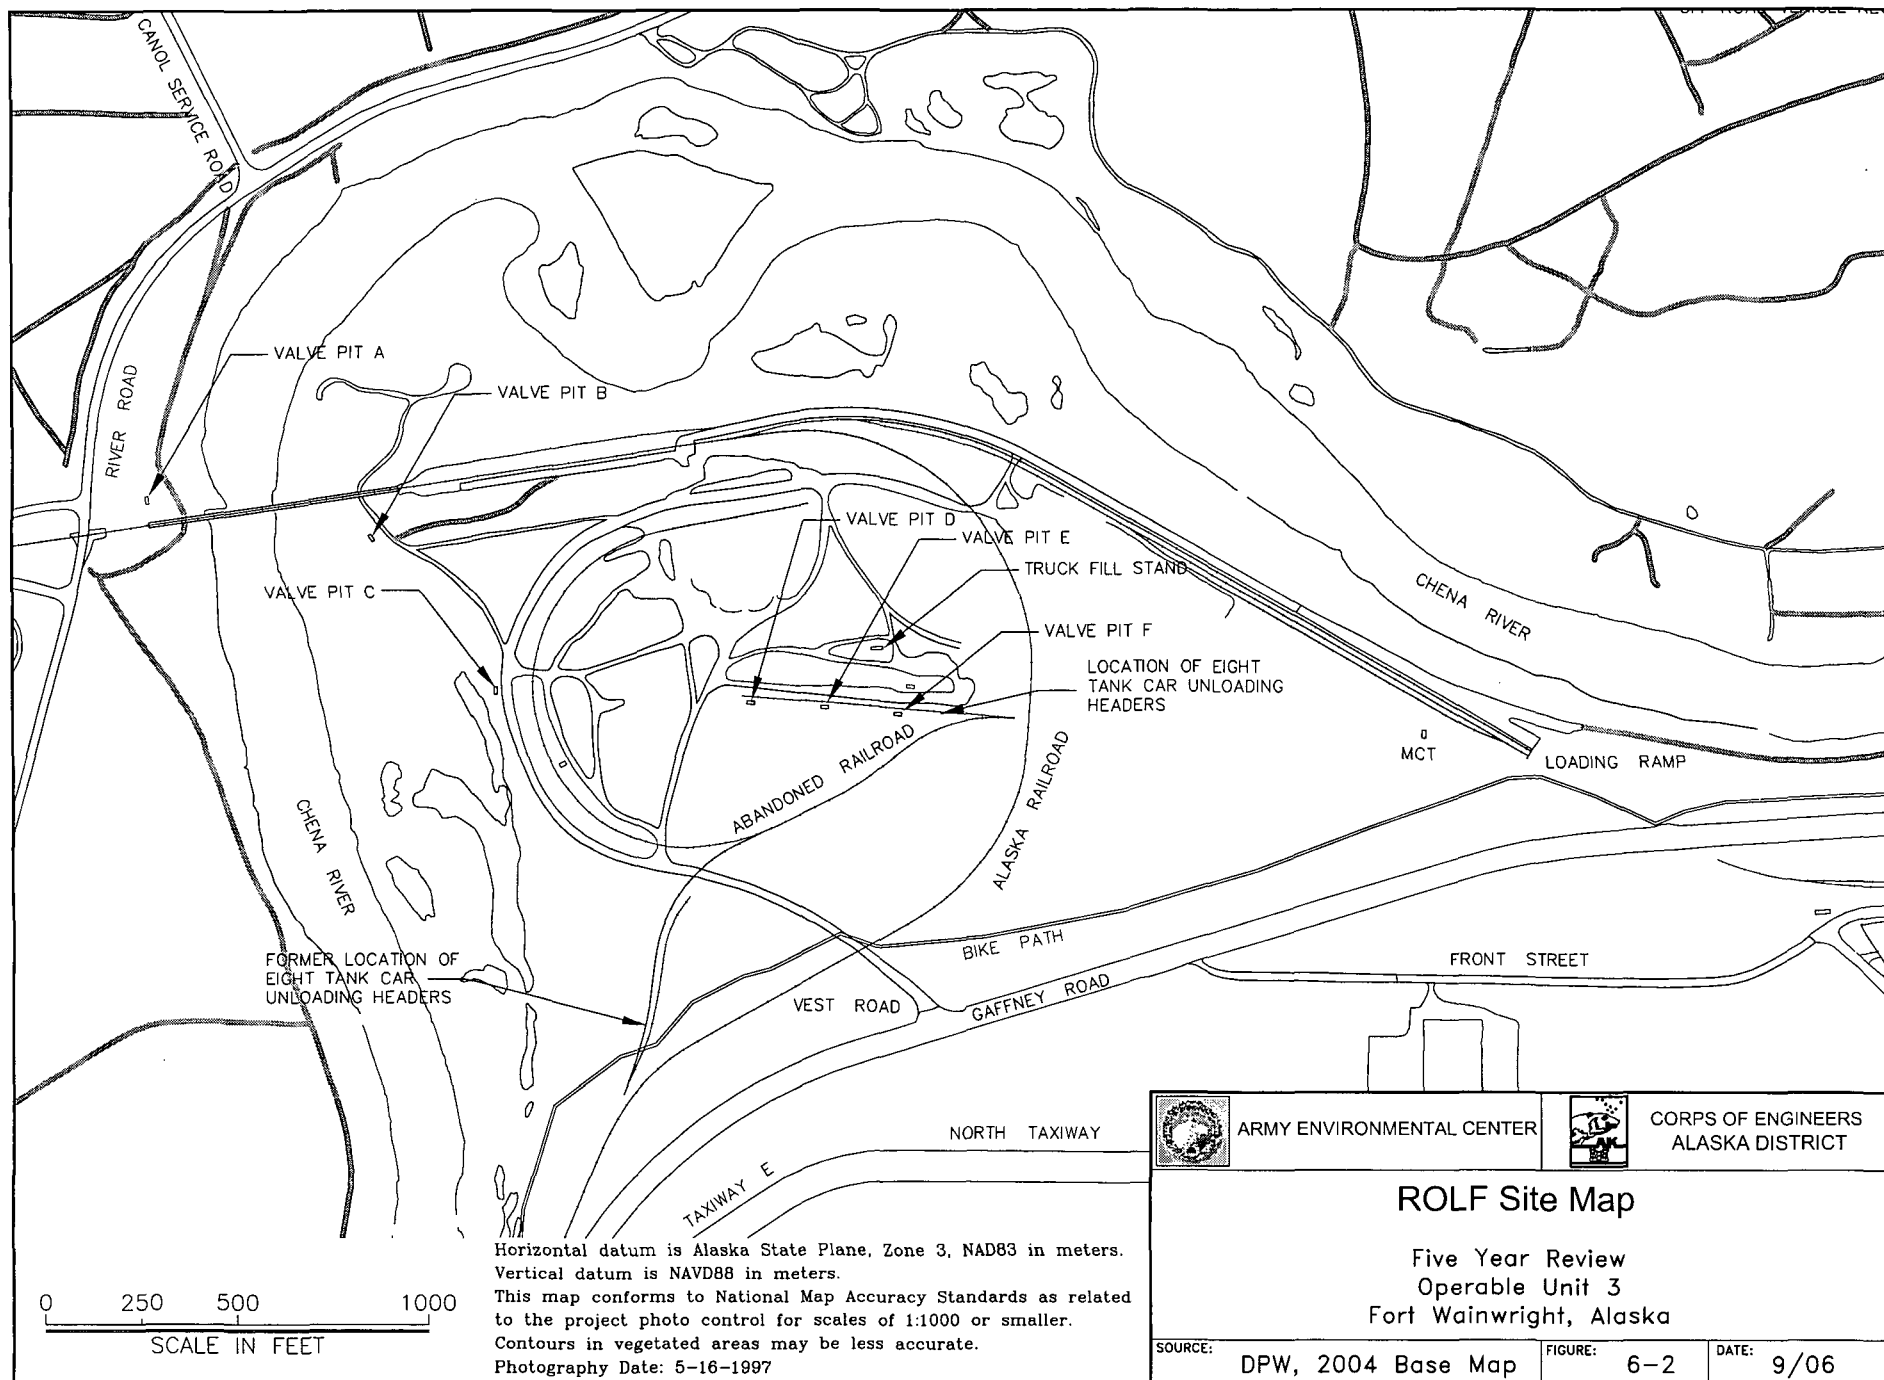 CANOL SERVICE ROAD
VALVE PIT A
VALVE PIT B
RIVER ROAD
VALVE PIT D
VALVE PIT E
TRUCK FILL STAND
VALVE PIT C
VALVE PIT F
CHENA RIVER
LOCATION OF EIGHT
TANK CAR UNLOADING
HEADERS
ABANDONED RAILROAD
MCT
LOADING RAMP
ALASKA RAILROAD
CHENA RIVER
BIKE PATH
FORMER LOCATION OF
EIGHT TANK CAR
UNLOADING HEADERS
FRONT STREET
VEST ROAD
GAFFNEY ROAD
NORTH TAXIWAY
TAXIWAY E
ARMY ENVIRONMENTAL CENTER
AK
CORPS OF ENGINEERS
ALASKA DISTRICT
ROLF Site Map
Five Year Review
Operable Unit 3
Fort Wainwright, Alaska
SOURCE: DPW, 2004 Base Map
FIGURE: 6-2
DATE: 9/06
Horizontal datum is Alaska State Plane, Zone 3, NAD83 in meters.
Vertical datum is NAVD88 in meters.
This map conforms to National Map Accuracy Standards as related
to the project photo control for scales of 1:1000 or smaller.
Contours in vegetated areas may be less accurate.
Photography Date: 5-16-1997
0 250 500 1000
SCALE IN FEET